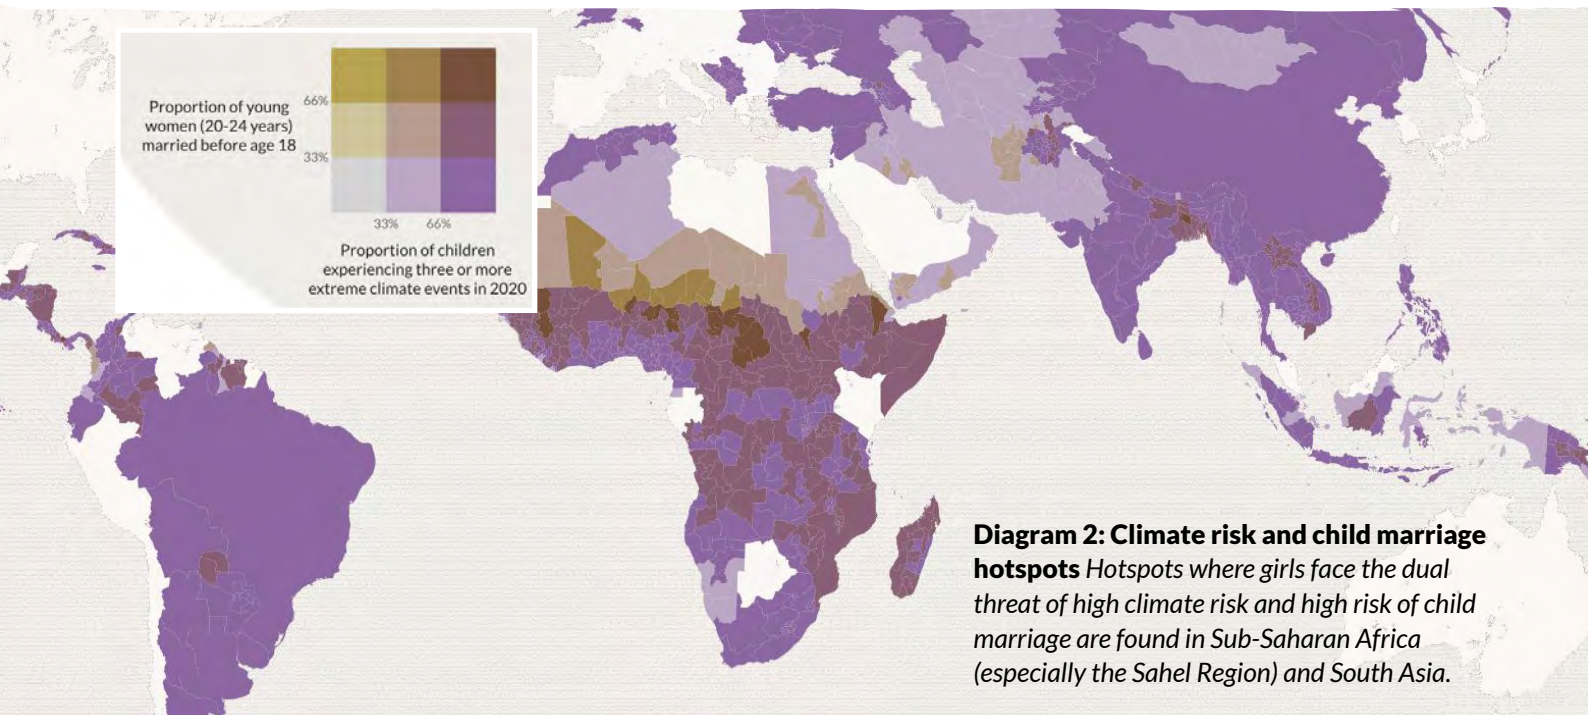 Proportion of young
women (20-24 years)
married before age 18
66%
33%
33%
66%
Proportion of children
experiencing three or more
extreme climate events in 2020
Diagram 2: Climate risk and child marriage
hotspots Hotspots where girls face the dual
threat of high climate risk and high risk of child
marriage are found in Sub-Saharan Africa
(especially the Sahel Region) and South Asia.